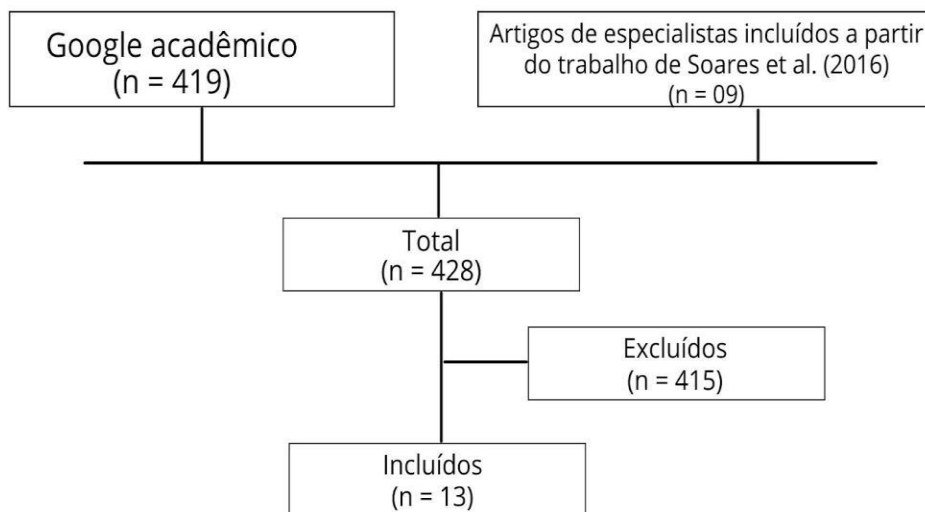 Google acadêmico
(n = 419)
Artigos de especialistas incluídos a partir
do trabalho de Soares et al. (2016)
(n = 09)
Total
(n = 428)
Excluídos
(n = 415)
Incluídos
(n = 13)